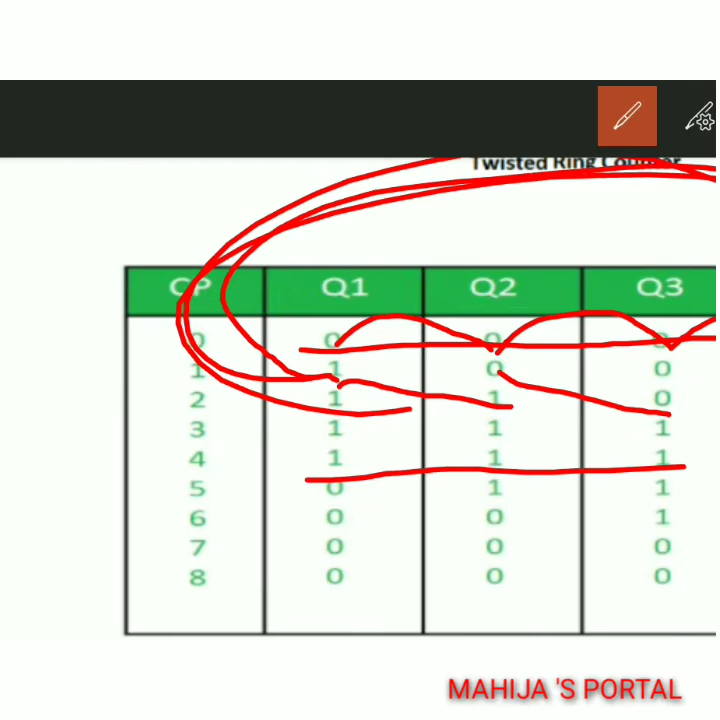 Twisted Ring Counter
CP Q1 Q2 Q3
0 0 0 0
1 1 0 0
2 1 1 0
3 1 1 1
4 1 1 1
5 0 1 1
6 0 0 1
7 0 0 0
8 0 0 0
MAHIJA 'S PORTAL